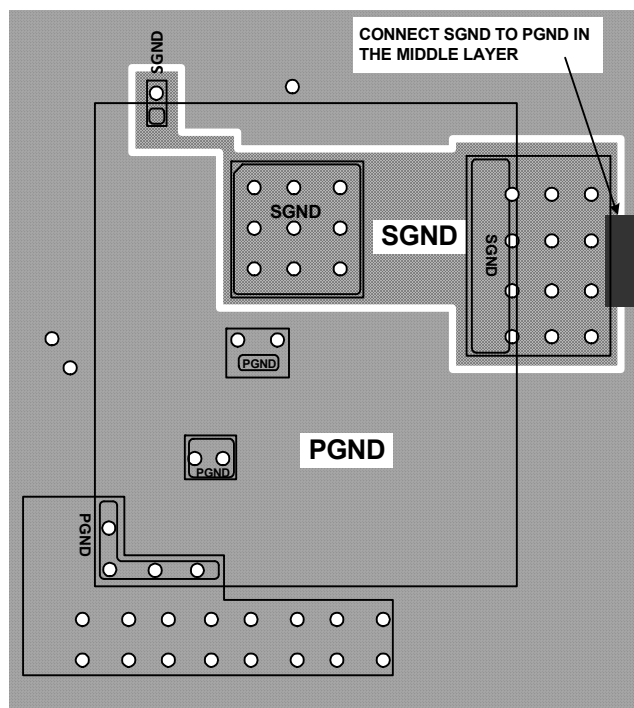 CONNECT SGND TO PGND IN
THE MIDDLE LAYER
SGND
SGND
SGND
SGND
PGND
PGND
PGND
PGND